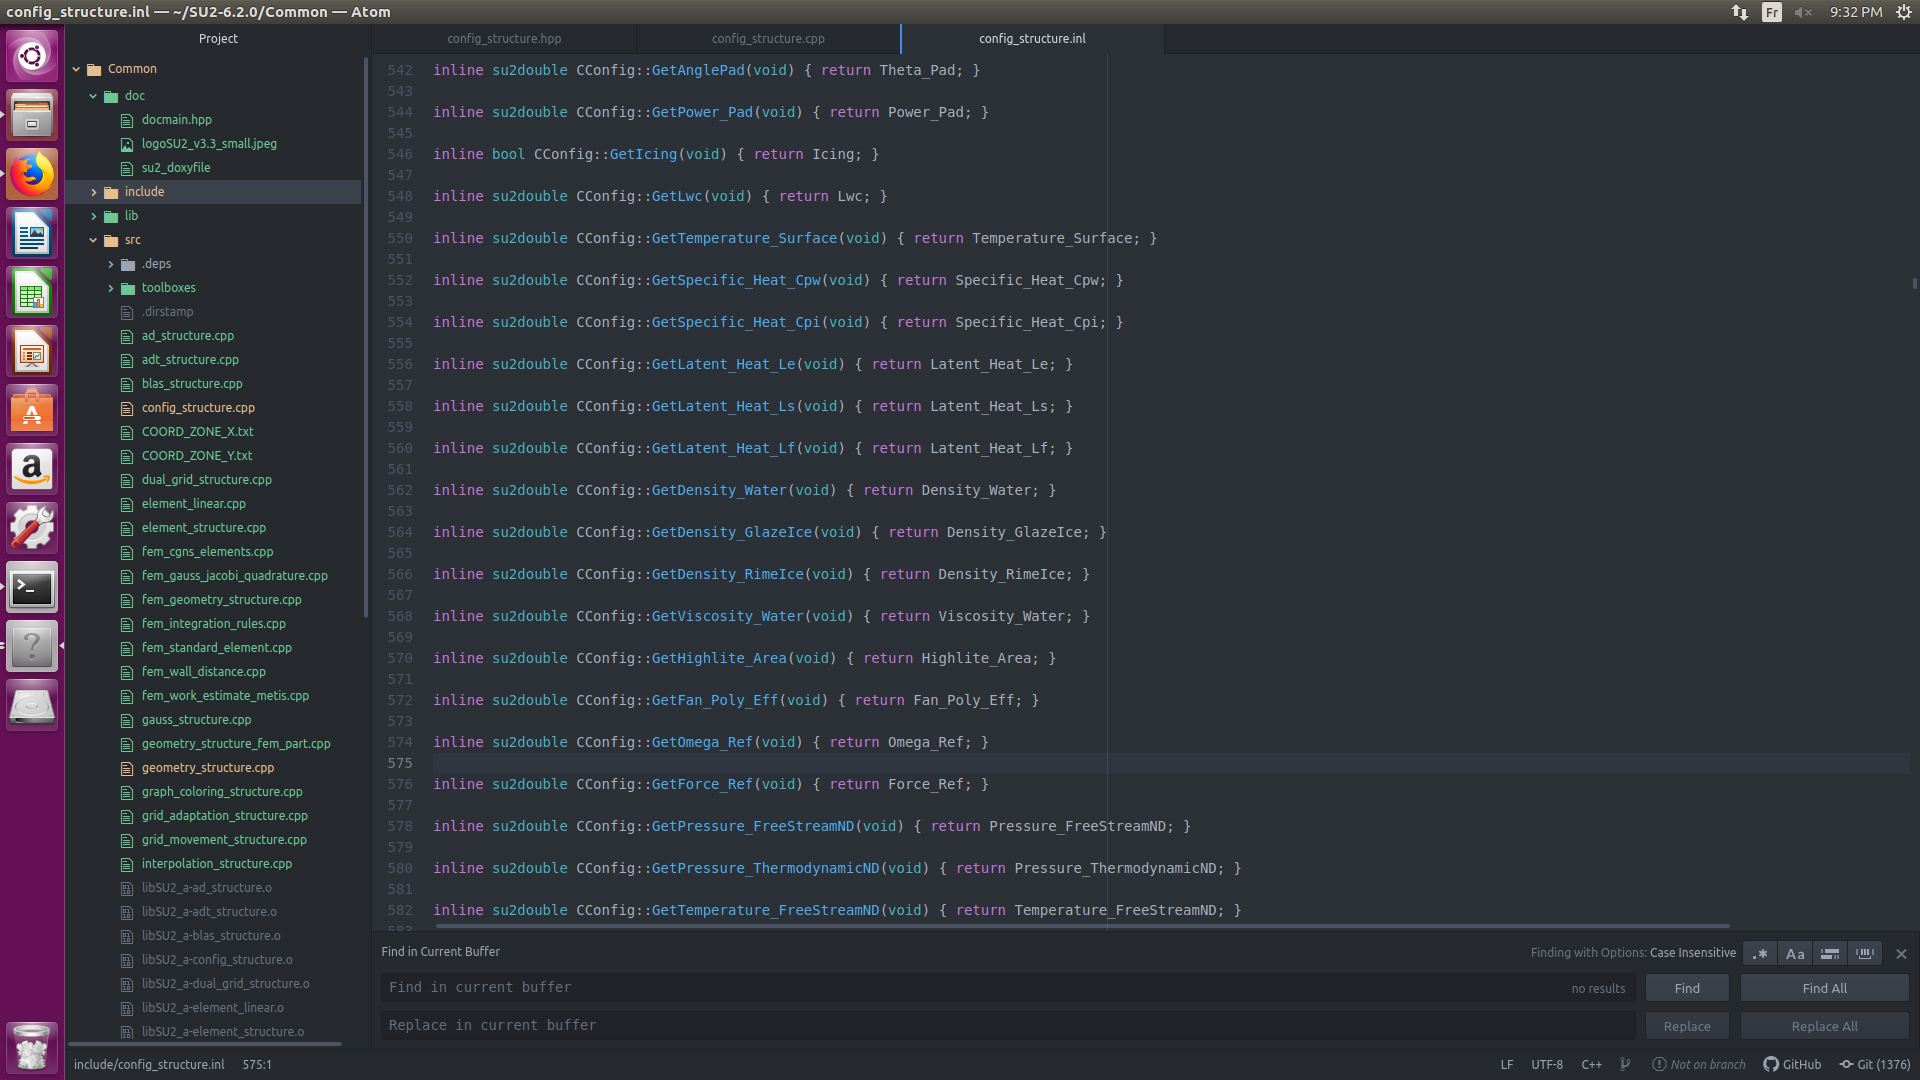 config_structure.inl — ~/SU2-6.2.0/Common — Atom
Fr
9:32 PM
Project
Common
doc
docmain.hpp
logoSU2_v3.3_small.jpeg
su2_doxyfile
include
lib
src
.deps
toolboxes
.dirstamp
ad_structure.cpp
adt_structure.cpp
blas_structure.cpp
config_structure.cpp
COORD_ZONE_X.txt
COORD_ZONE_Y.txt
dual_grid_structure.cpp
element_linear.cpp
element_structure.cpp
fem_cgns_elements.cpp
fem_gauss_jacobi_quadrature.cpp
fem_geometry_structure.cpp
fem_integration_rules.cpp
fem_standard_element.cpp
fem_wall_distance.cpp
fem_work_estimate_metis.cpp
gauss_structure.cpp
geometry_structure_fem_part.cpp
geometry_structure.cpp
graph_coloring_structure.cpp
grid_adaptation_structure.cpp
grid_movement_structure.cpp
interpolation_structure.cpp
libSU2_a-ad_structure.o
libSU2_a-adt_structure.o
libSU2_a-blas_structure.o
libSU2_a-config_structure.o
libSU2_a-dual_grid_structure.o
libSU2_a-element_linear.o
libSU2_a-element_structure.o
config_structure.hpp
config_structure.cpp
config_structure.inl
542 inline su2double CConfig::GetAnglePad(void) { return Theta_Pad; }
543
544 inline su2double CConfig::GetPower_Pad(void) { return Power_Pad; }
545
546 inline bool CConfig::GetIcing(void) { return Icing; }
547
548 inline su2double CConfig::GetLwc(void) { return Lwc; }
549
550 inline su2double CConfig::GetTemperature_Surface(void) { return Temperature_Surface; }
551
552 inline su2double CConfig::GetSpecific_Heat_Cpw(void) { return Specific_Heat_Cpw; }
553
554 inline su2double CConfig::GetSpecific_Heat_Cpi(void) { return Specific_Heat_Cpi; }
555
556 inline su2double CConfig::GetLatent_Heat_Le(void) { return Latent_Heat_Le; }
557
558 inline su2double CConfig::GetLatent_Heat_Ls(void) { return Latent_Heat_Ls; }
559
560 inline su2double CConfig::GetLatent_Heat_Lf(void) { return Latent_Heat_Lf; }
561
562 inline su2double CConfig::GetDensity_Water(void) { return Density_Water; }
563
564 inline su2double CConfig::GetDensity_GlazeIce(void) { return Density_GlazeIce; }
565
566 inline su2double CConfig::GetDensity_RimeIce(void) { return Density_RimeIce; }
567
568 inline su2double CConfig::GetViscosity_Water(void) { return Viscosity_Water; }
569
570 inline su2double CConfig::GetHighlite_Area(void) { return Highlite_Area; }
571
572 inline su2double CConfig::GetFan_Poly_Eff(void) { return Fan_Poly_Eff; }
573
574 inline su2double CConfig::GetOmega_Ref(void) { return Omega_Ref; }
575
576 inline su2double CConfig::GetForce_Ref(void) { return Force_Ref; }
577
578 inline su2double CConfig::GetPressure_FreeStreamND(void) { return Pressure_FreeStreamND; }
579
580 inline su2double CConfig::GetPressure_ThermodynamicND(void) { return Pressure_ThermodynamicND; }
581
582 inline su2double CConfig::GetTemperature_FreeStreamND(void) { return Temperature_FreeStreamND; }
583
Find in Current Buffer
Finding with Options: Case Insensitive
.* Aa
Find in current buffer
no results
Find
Find All
Replace in current buffer
Replace
Replace All
include/config_structure.inl 575:1
LF UTF-8 C++ Not on branch GitHub Git (1376)